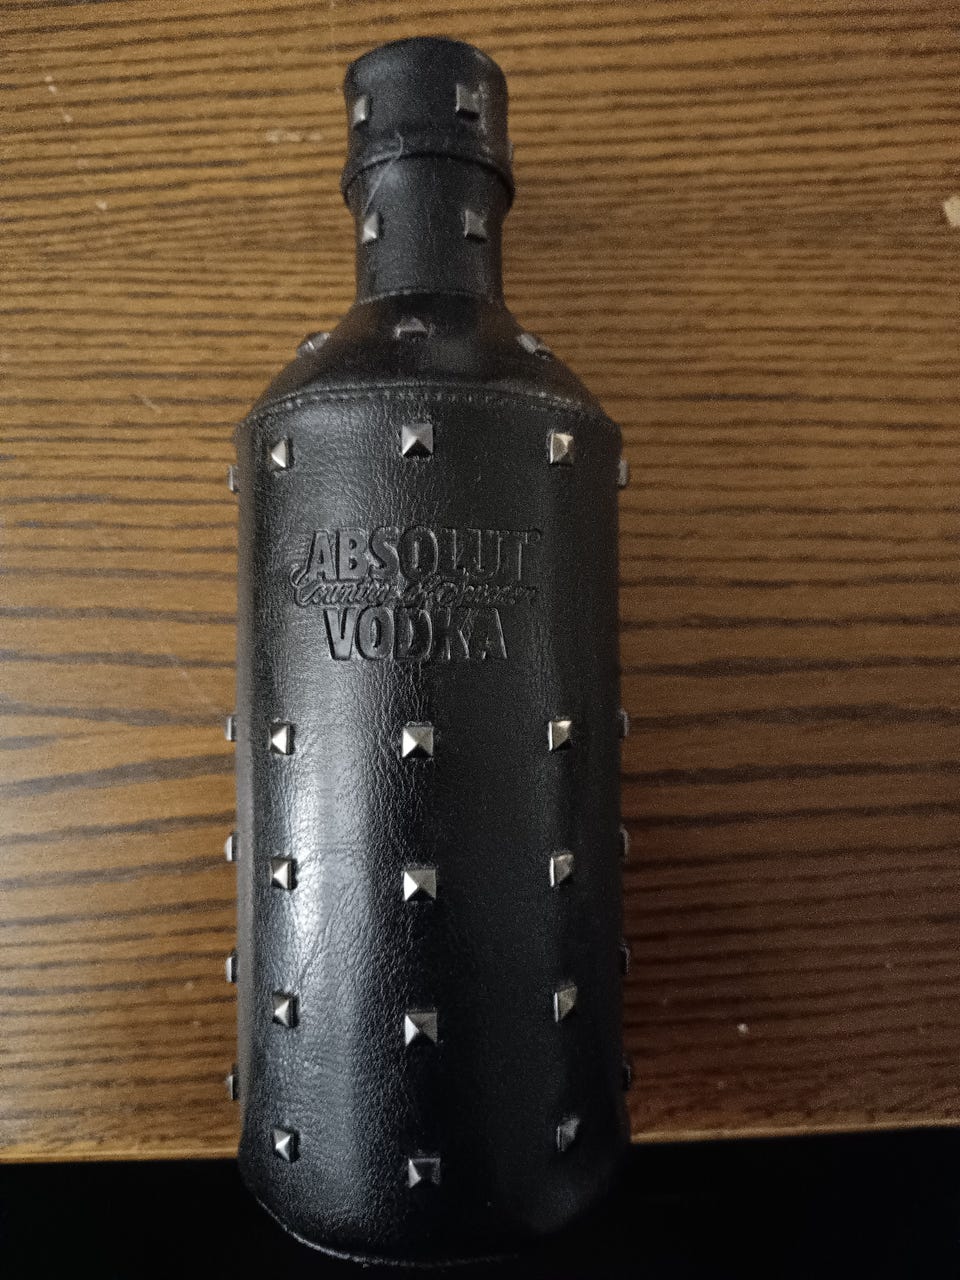 ABSOLUT®
Country of Sweden
VODKA